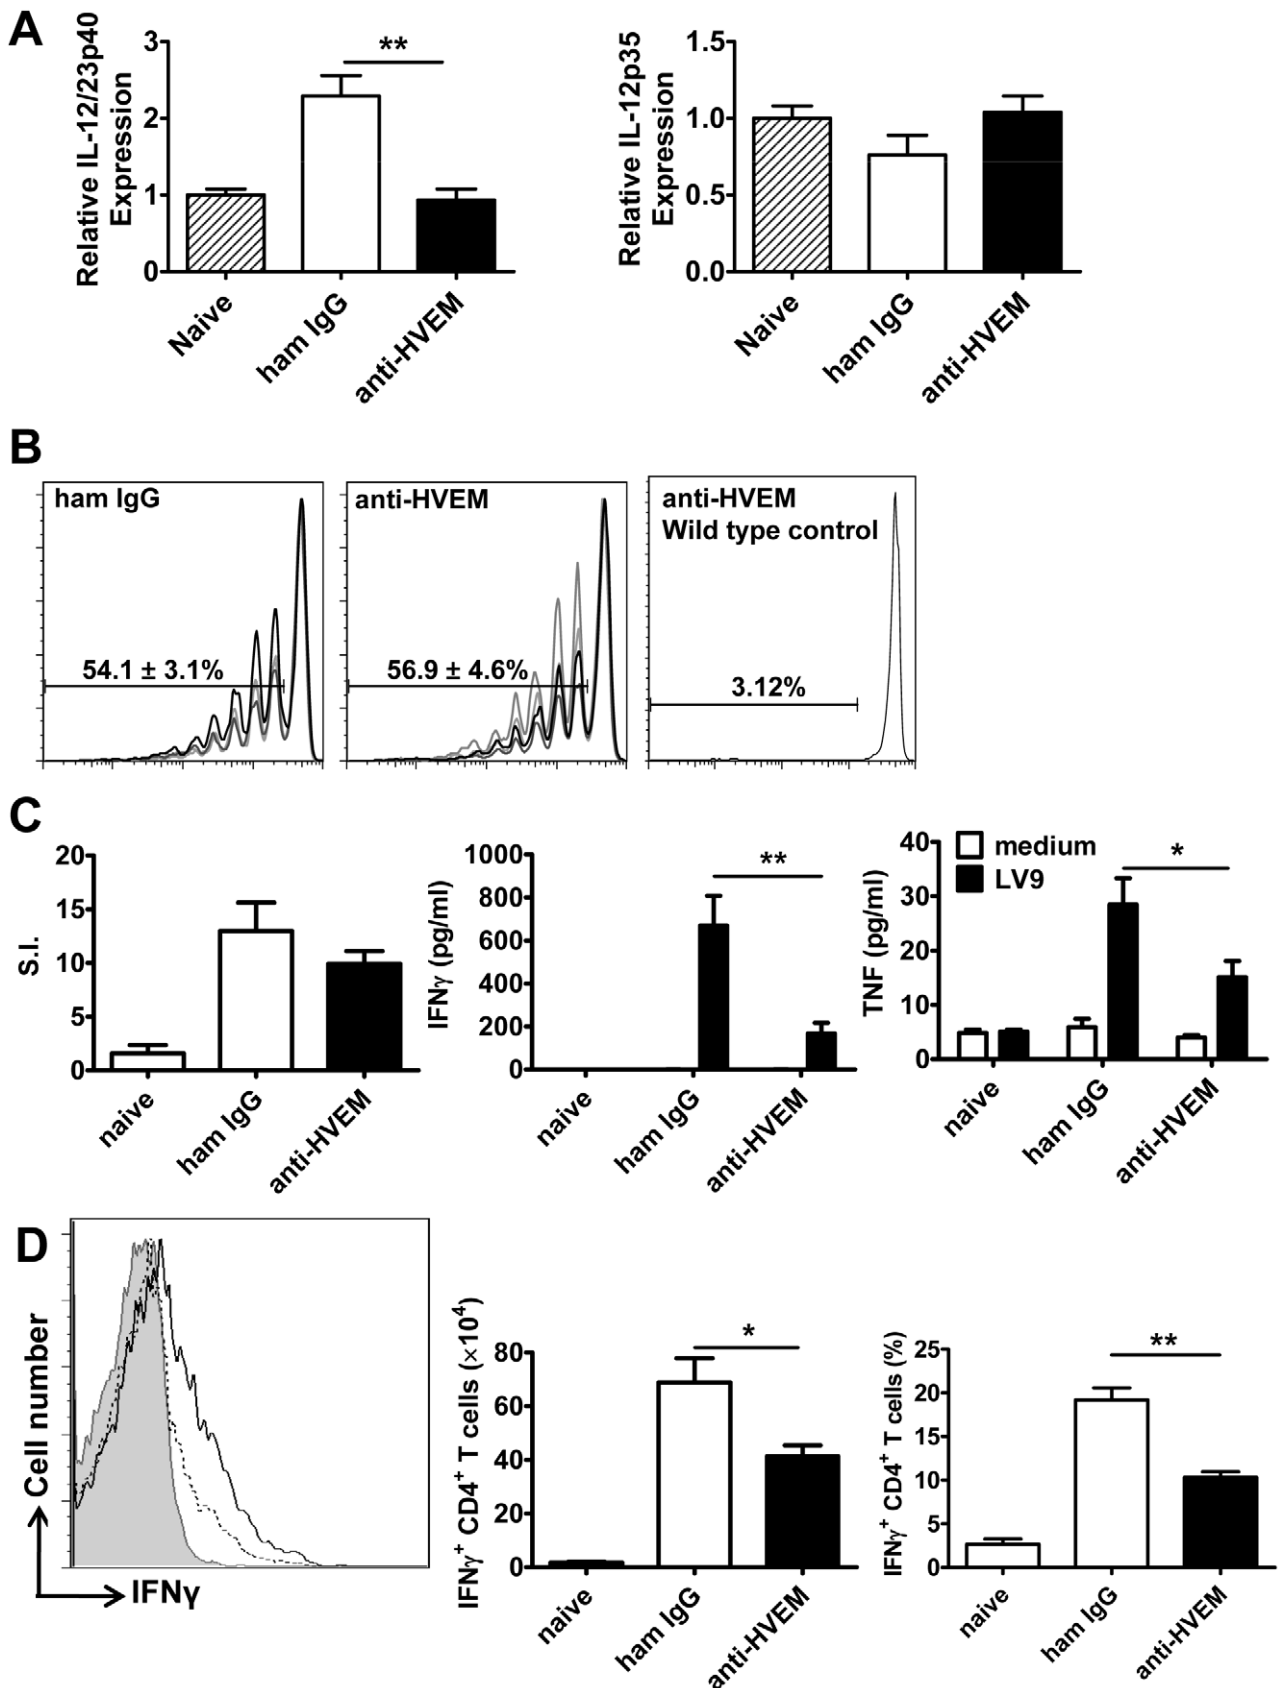 A
Relative IL-12/23p40
Expression
3
2
1
0
**
Naive
ham IgG
anti-HVEM
Relative IL-12p35
Expression
1.5
1.0
0.5
0.0
Naive
ham IgG
anti-HVEM
B
ham IgG
54.1 ± 3.1%
anti-HVEM
56.9 ± 4.6%
anti-HVEM
Wild type control
3.12%
C
S.I.
20
15
10
5
0
naive
ham IgG
anti-HVEM
IFNγ (pg/ml)
1000
800
600
400
200
0
**
naive
ham IgG
anti-HVEM
TNF (pg/ml)
40
30
20
10
0
medium
LV9
*
naive
ham IgG
anti-HVEM
D
Cell number
IFNγ
IFNγ⁺ CD4⁺ T cells (×10⁴)
80
60
40
20
0
*
naive
ham IgG
anti-HVEM
IFNγ⁺ CD4⁺ T cells (%)
25
20
15
10
5
0
**
naive
ham IgG
anti-HVEM